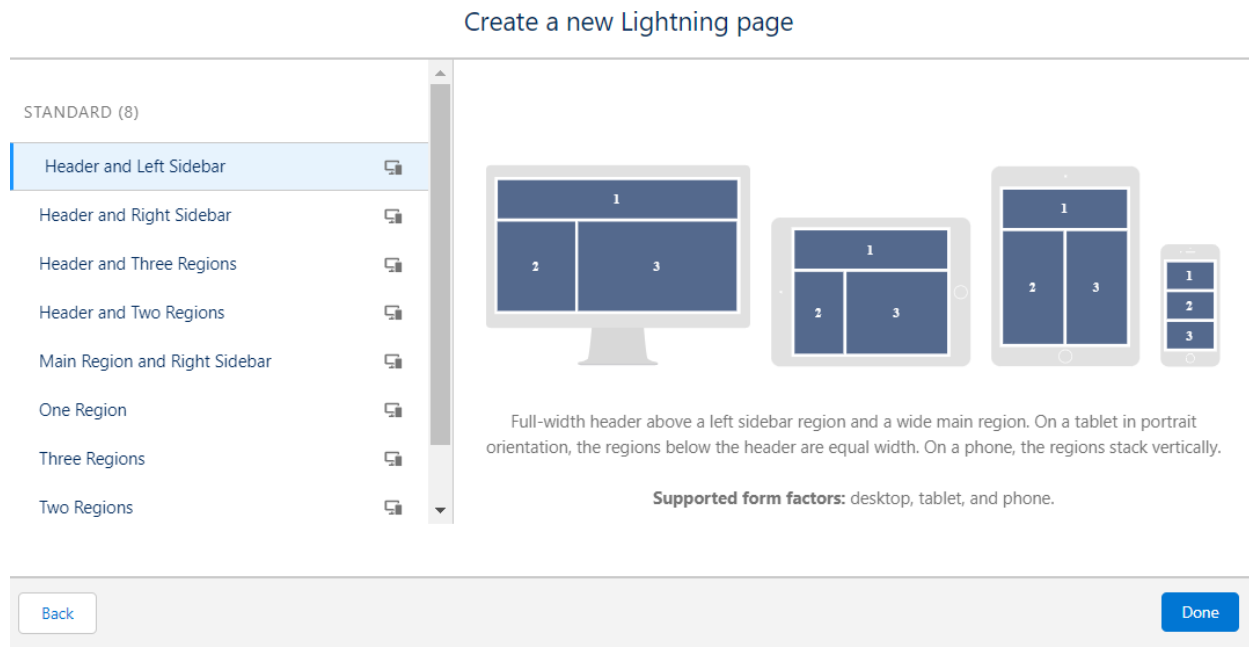 Create a new Lightning page
STANDARD (8)
Header and Left Sidebar
Header and Right Sidebar
Header and Three Regions
Header and Two Regions
Main Region and Right Sidebar
One Region
Three Regions
Two Regions
1
2 3
1
2 3
1
2 3
1
2
3
Full-width header above a left sidebar region and a wide main region. On a tablet in portrait
orientation, the regions below the header are equal width. On a phone, the regions stack vertically.
Supported form factors: desktop, tablet, and phone.
Back
Done